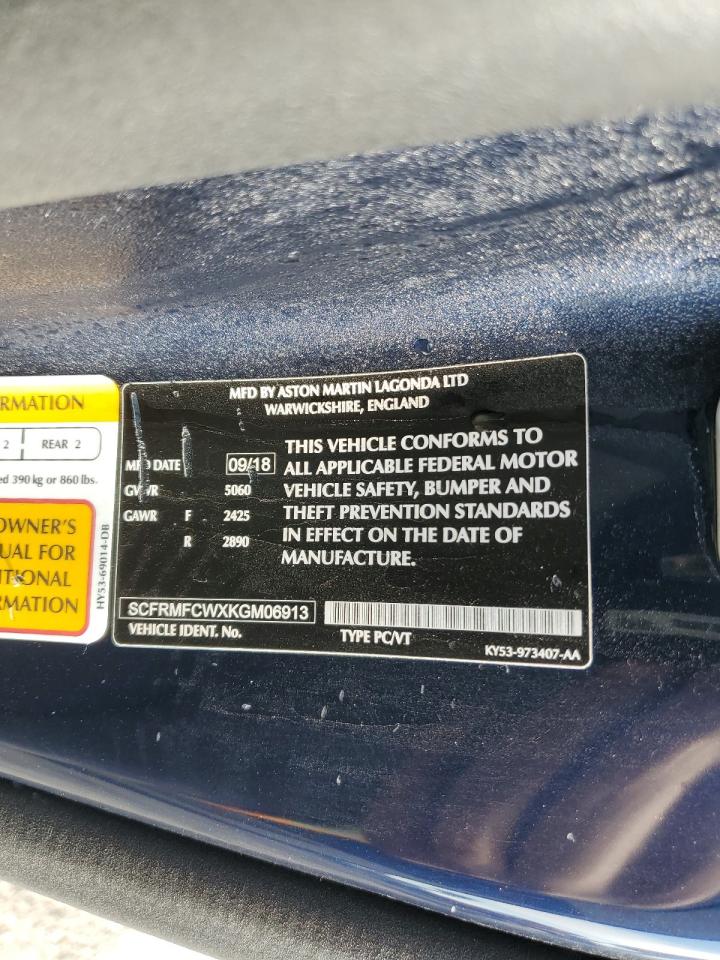 RMATION
2 REAR 2
ed 390 kg or 860 lbs.
OWNER'S
UAL FOR
ITIONAL
RMATION
HY53-69014-DB
MFD BY ASTON MARTIN LAGONDA LTD
WARWICKSHIRE, ENGLAND
MFD DATE 09/18
GVWR 5060
GAWR F 2425
R 2890
THIS VEHICLE CONFORMS TO
ALL APPLICABLE FEDERAL MOTOR
VEHICLE SAFETY, BUMPER AND
THEFT PREVENTION STANDARDS
IN EFFECT ON THE DATE OF
MANUFACTURE.
SCFRMFCWXKGM06913
VEHICLE IDENT. No.
TYPE PC/VT
KY53-973407-AA